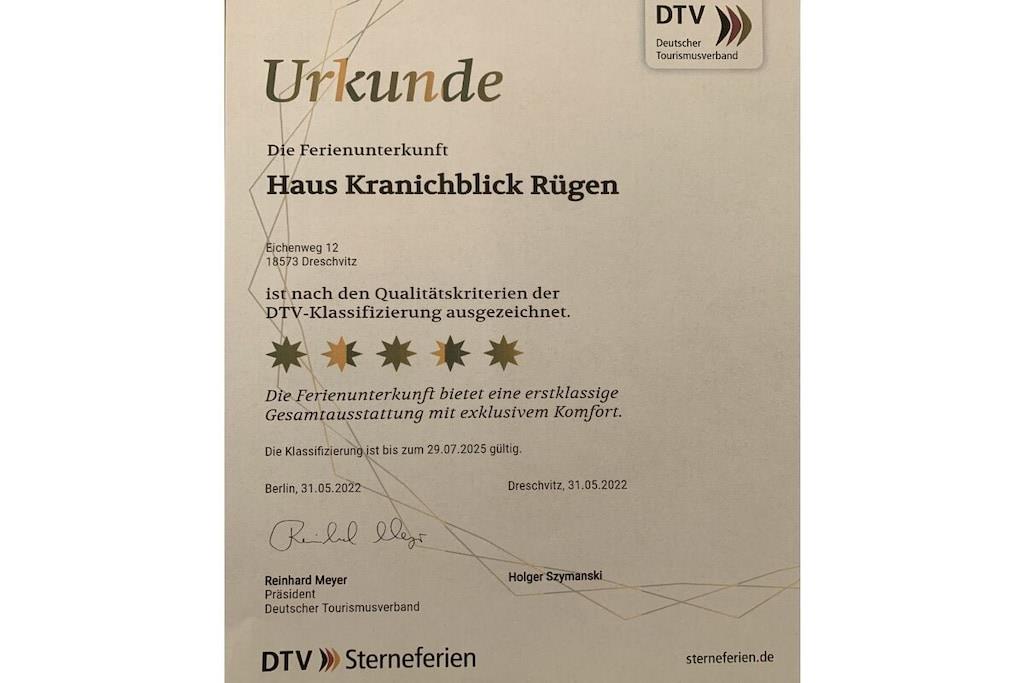 DTV
Deutscher
Tourismusverband
Urkunde
Die Ferienunterkunft
Haus Kranichblick Rügen
Eichenweg 12
18573 Dreschvitz
ist nach den Qualitätskriterien der
DTV-Klassifizierung ausgezeichnet.
Die Ferienunterkunft bietet eine erstklassige
Gesamtausstattung mit exklusivem Komfort.
Die Klassifizierung ist bis zum 29.07.2025 gültig.
Berlin, 31.05.2022
Dreschvitz, 31.05.2022
Reinhard Meyer
Präsident
Deutscher Tourismusverband
Holger Szymanski
DTV Sterneferien
sterneferien.de